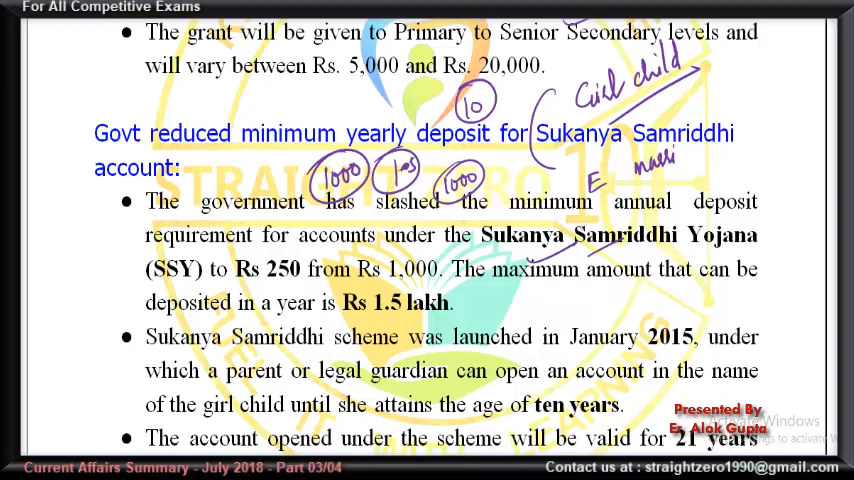 For All Competitive Exams
● The grant will be given to Primary to Senior Secondary levels and
will vary between Rs. 5,000 and Rs. 20,000.
10
Girl child
Govt reduced minimum yearly deposit for Sukanya Samriddhi
account:
1000
100
1000
E
● The government has slashed the minimum annual deposit
requirement for accounts under the Sukanya Samriddhi Yojana
(SSY) to Rs 250 from Rs 1,000. The maximum amount that can be
deposited in a year is Rs 1.5 lakh.
● Sukanya Samriddhi scheme was launched in January 2015, under
which a parent or legal guardian can open an account in the name
of the girl child until she attains the age of ten years.
Presented By
Er. Alok Gupta
Activate Windows
● The account opened under the scheme will be valid for 21 years
Current Affairs Summary - July 2018 - Part 03/04
Contact us at : straightzero1990@gmail.com